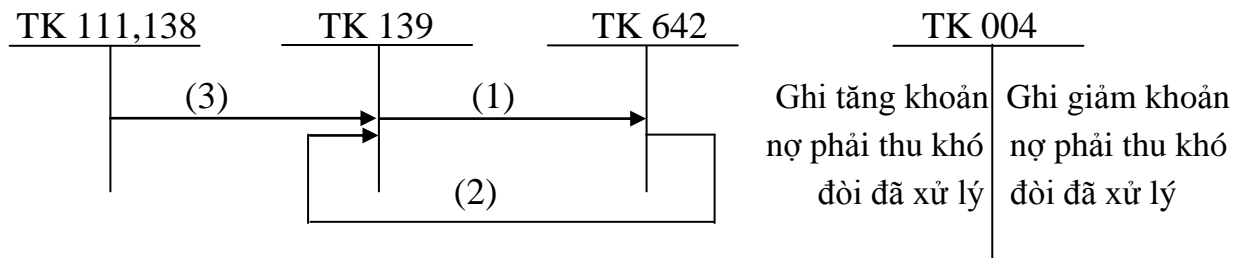 TK 111,138 TK 139 TK 642 TK 004
(3) (1) Ghi tăng khoản Ghi giảm khoản
nợ phải thu khó nợ phải thu khó
(2) đòi đã xử lý đòi đã xử lý